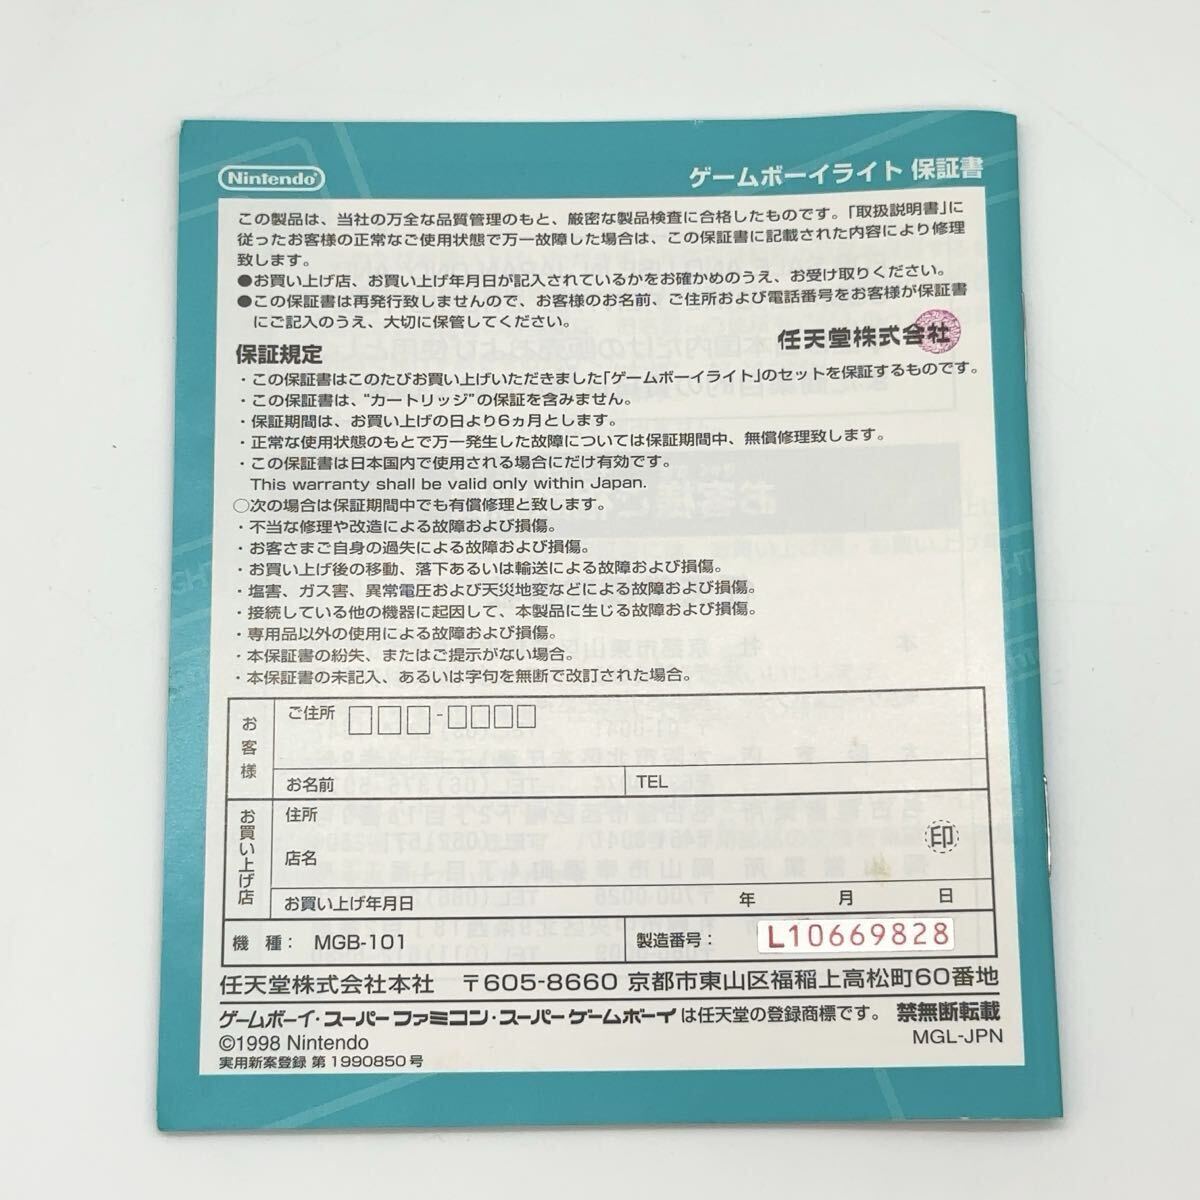 Nintendo
ゲームボーイライト 保証書
この製品は、当社の万全な品質管理のもと、厳密な製品検査に合格したものです。「取扱説明書」に
従ったお客様の正常なご使用状態で万一故障した場合は、この保証書に記載された内容により修理
致します。
●お買い上げ店、お買い上げ年月日が記入されているかをお確かめのうえ、お受け取りください。
●この保証書は再発行致しませんので、お客様のお名前、ご住所および電話番号をお客様が保証書
にご記入のうえ、大切に保管してください。
任天堂株式会社
保証規定
・この保証書はこのたびお買い上げいただきました「ゲームボーイライト」のセットを保証するものです。
・この保証書は、“カートリッジ”の保証を含みません。
・保証期間は、お買い上げの日より6ヵ月とします。
・正常な使用状態のもとで万一発生した故障については保証期間中、無償修理致します。
・この保証書は日本国内で使用される場合にだけ有効です。
This warranty shall be valid only within Japan.
○次の場合は保証期間中でも有償修理と致します。
・不当な修理や改造による故障および損傷。
・お客さまご自身の過失による故障および損傷。
・お買い上げ後の移動、落下あるいは輸送による故障および損傷。
・塩害、ガス害、異常電圧および天災地変などによる故障および損傷。
・接続している他の機器に起因して、本製品に生じる故障および損傷。
・専用品以外の使用による故障および損傷。
・本保証書の紛失、またはご提示がない場合。
・本保証書の未記入、あるいは字句を無断で改訂された場合。
お客様
ご住所 □□□-□□□□
お名前
TEL
お買い上げ店
住所
店名
印
お買い上げ年月日 年 月 日
機 種： MGB-101
製造番号： L10669828
任天堂株式会社本社 〒605-8660 京都市東山区福稲上高松町60番地
ゲームボーイ・スーパーファミコン・スーパーゲームボーイは任天堂の登録商標です。 禁無断転載
©1998 Nintendo
MGL-JPN
実用新案登録 第1990850号